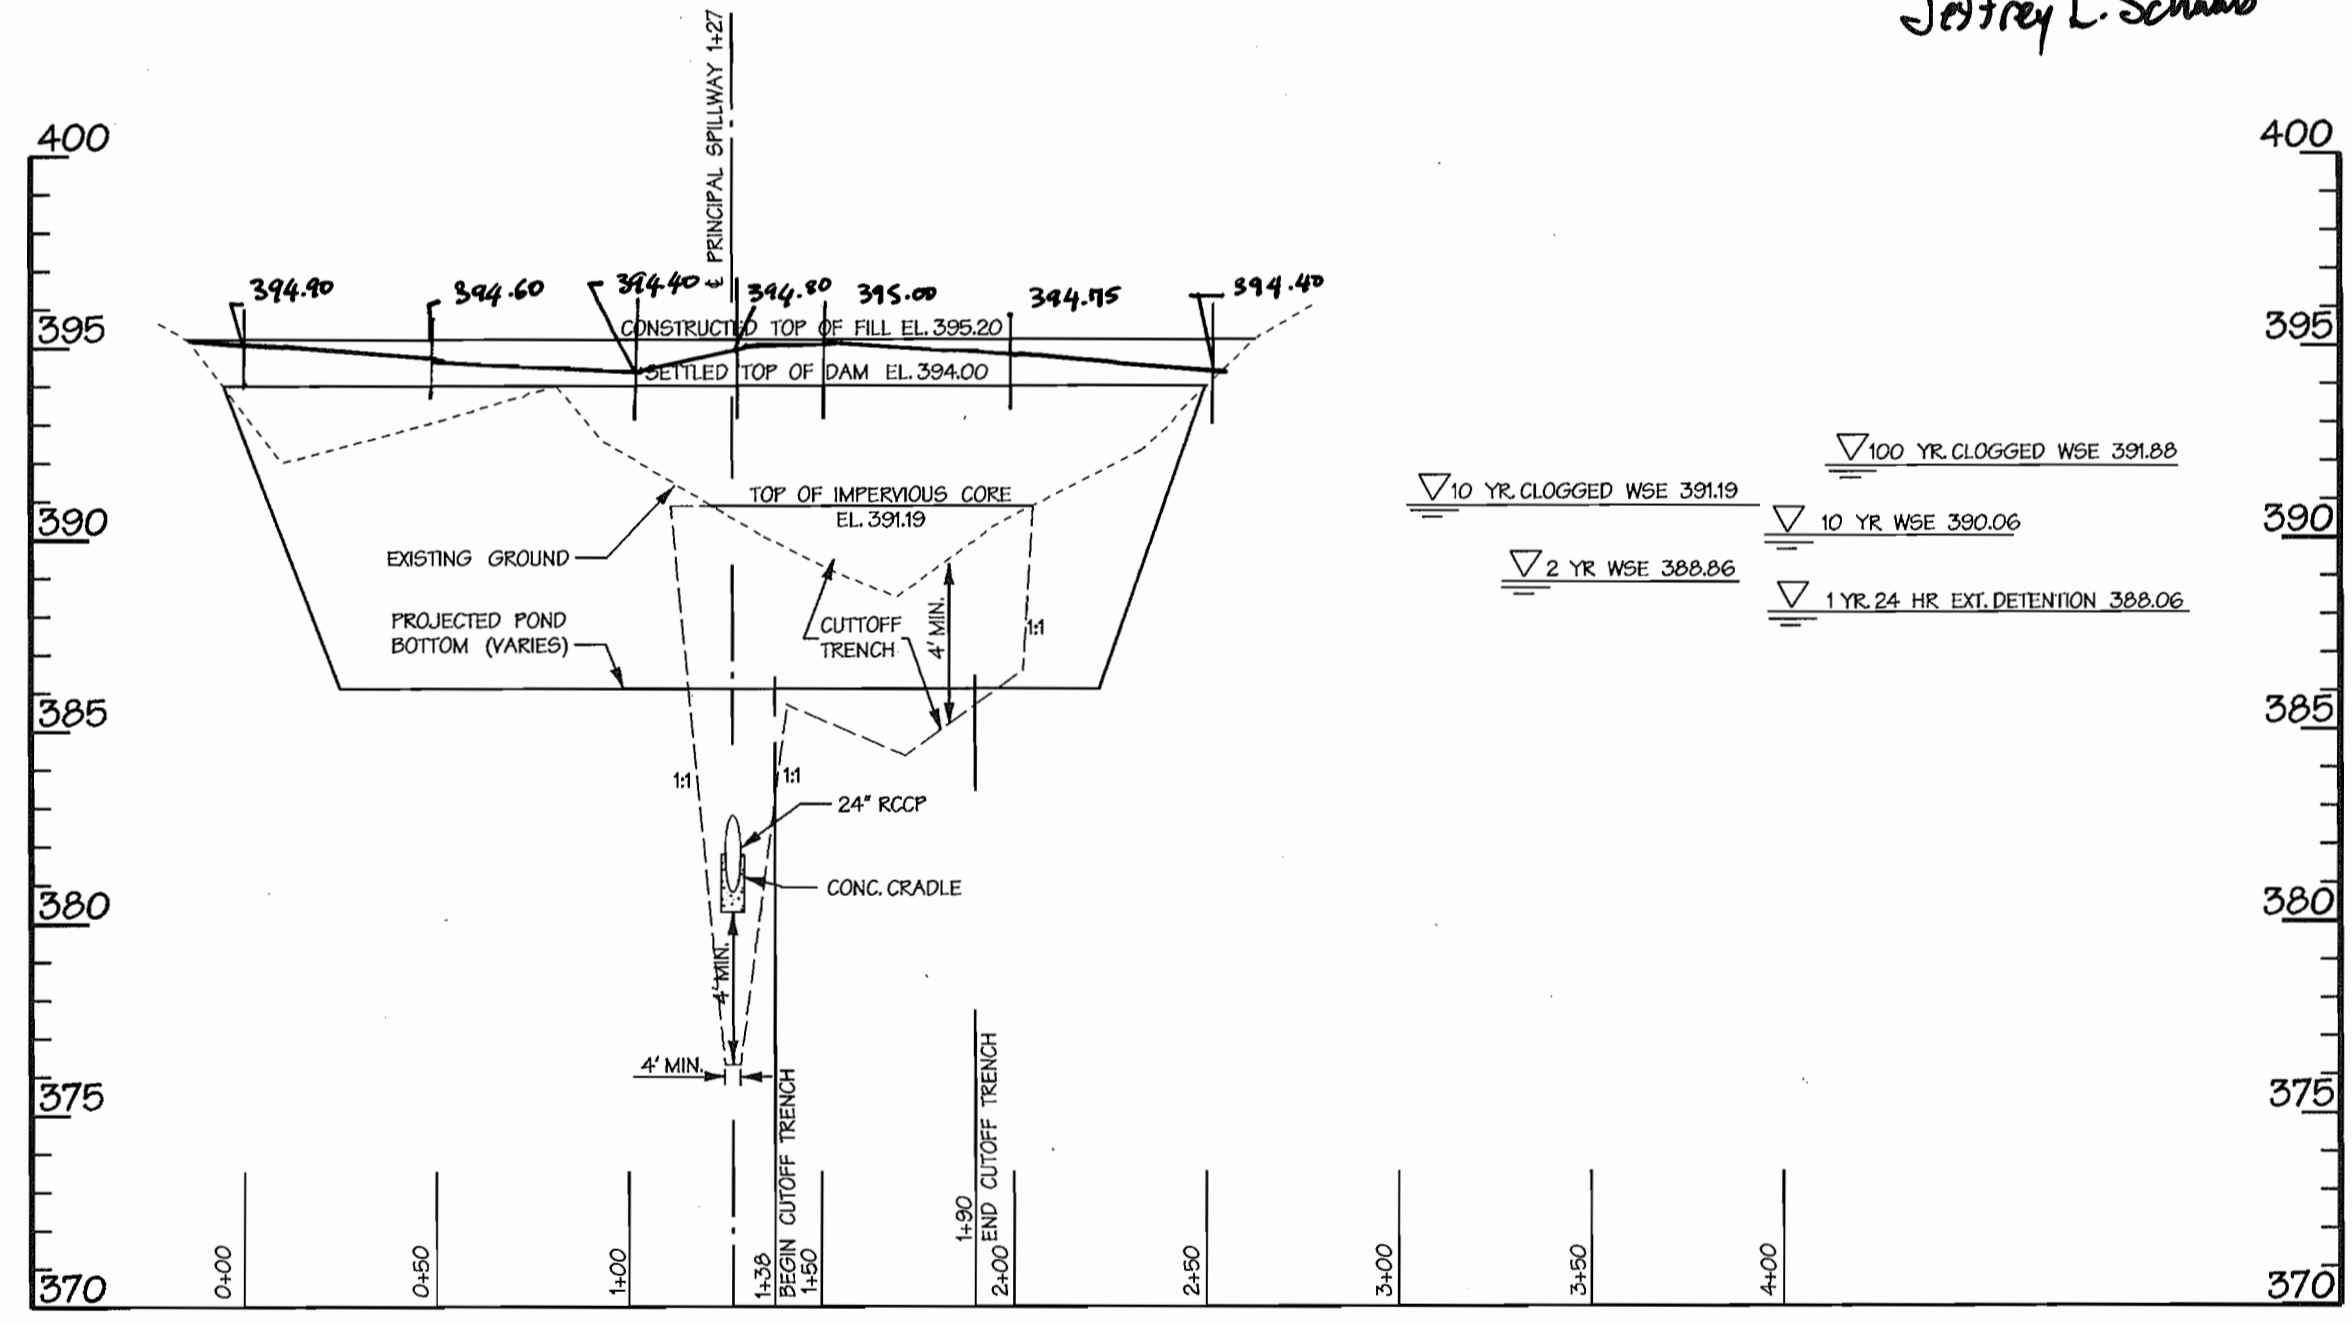 Jeffrey L.
℄ PRINCIPAL SPILLWAY 1+27
400
400
394.90
394.60
394.40
394.80
395.00
394.75
394.40
395
CONSTRUCTED TOP OF FILL EL. 395.20
395
SETTLED TOP OF DAM EL. 394.00
100 YR. CLOGGED WSE 391.88
TOP OF IMPERVIOUS CORE
EL. 391.19
10 YR. CLOGGED WSE 391.19
390
10 YR WSE 390.06
390
EXISTING GROUND
2 YR WSE 388.86
1 YR. 24 HR EXT. DETENTION 388.06
PROJECTED POND
BOTTOM (VARIES)
CUTTOFF
TRENCH
4' MIN.
1:1
385
385
1:1
1:1
24" RCCP
CONC. CRADLE
380
380
4' MIN.
4' MIN.
375
375
BEGIN CUTOFF TRENCH
END CUTOFF TRENCH
370
0+00
0+50
1+00
1+38
1+50
1+90
2+00
2+50
3+00
3+50
4+00
370